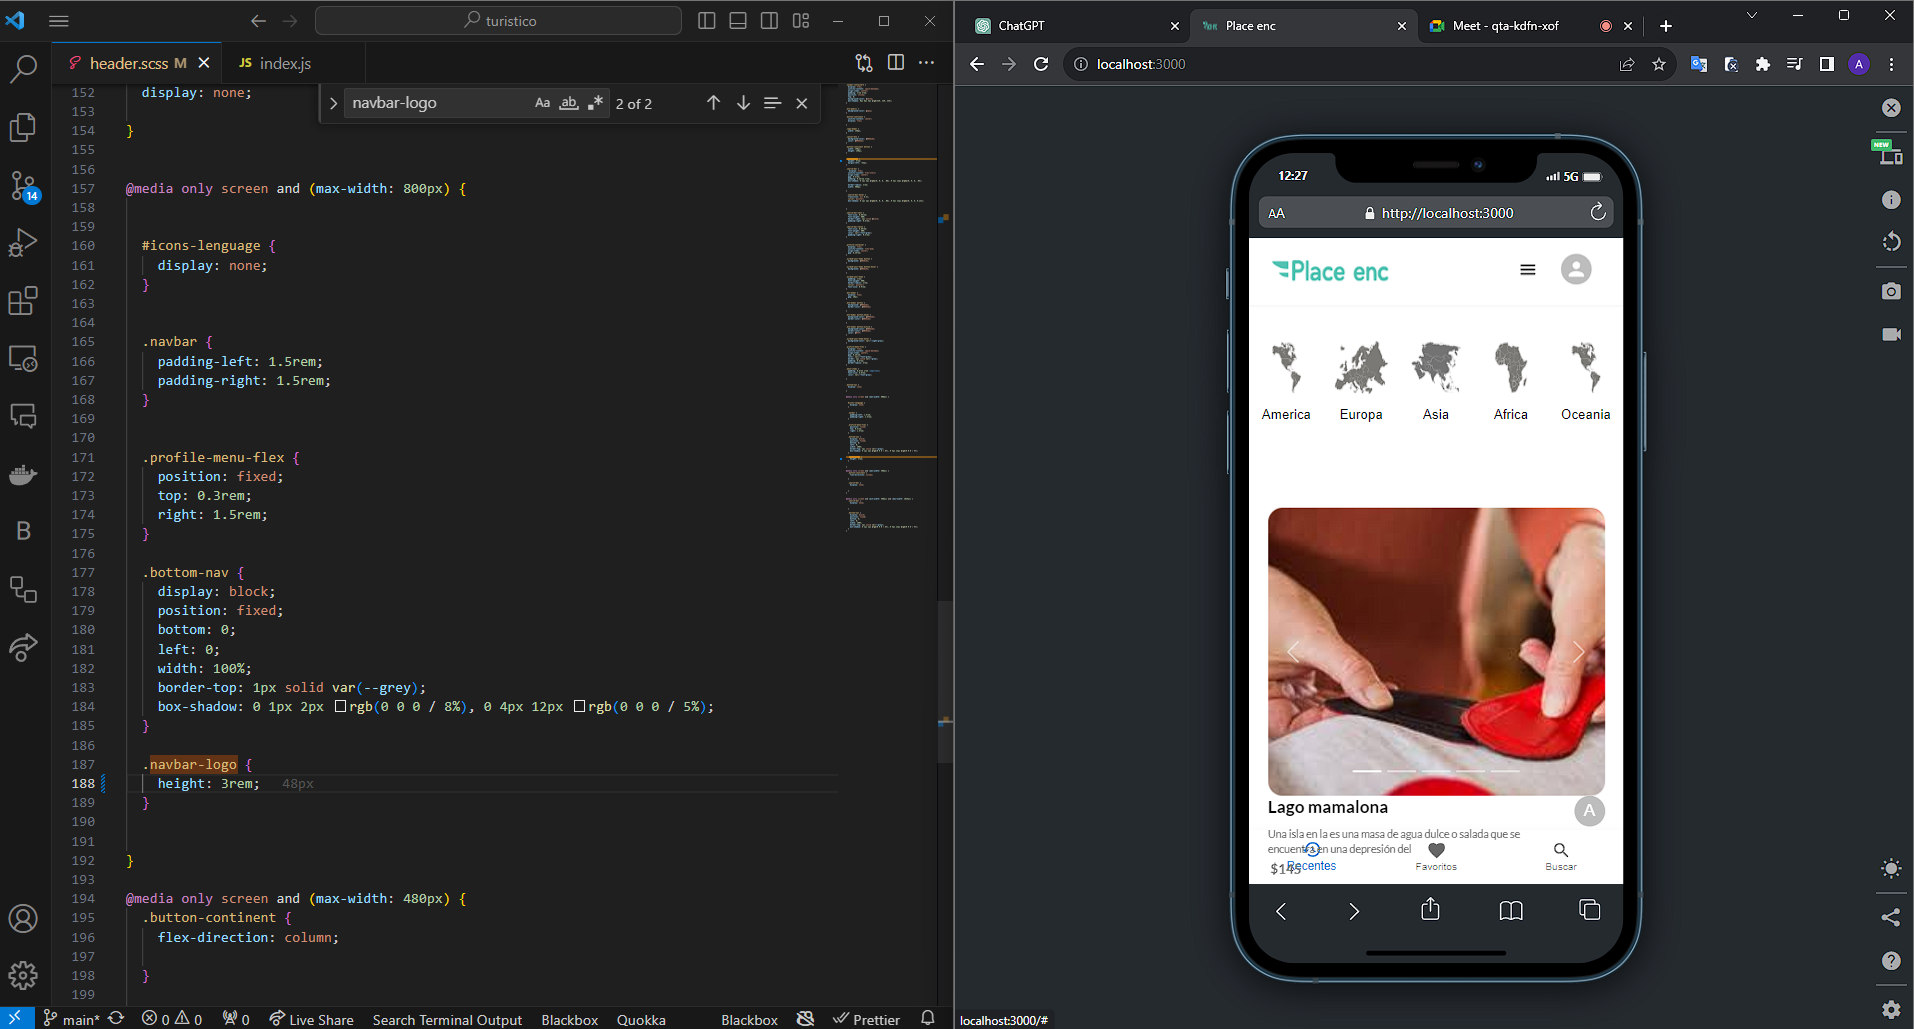 turistico
header.scss M
JS index.js
navbar-logo
Aa ab 2 of 2
152 display: none;
153
154 }
155
156
157 @media only screen and (max-width: 800px) {
158
159
160 #icons-lenguage {
161 display: none;
162 }
163
164
165 .navbar {
166 padding-left: 1.5rem;
167 padding-right: 1.5rem;
168 }
169
170
171 .profile-menu-flex {
172 position: fixed;
173 top: 0.3rem;
174 right: 1.5rem;
175 }
176
177 .bottom-nav {
178 display: block;
179 position: fixed;
180 bottom: 0;
181 left: 0;
182 width: 100%;
183 border-top: 1px solid var(--grey);
184 box-shadow: 0 1px 2px rgb(0 0 0 / 8%), 0 4px 12px rgb(0 0 0 / 5%);
185 }
186
187 .navbar-logo {
188 height: 3rem; 48px
189 }
190
191
192 }
193
194 @media only screen and (max-width: 480px) {
195 .button-continent {
196 flex-direction: column;
197
198 }
199
14
B
main* 0 0 0 Live Share Search Terminal Output Blackbox Quokka Blackbox Prettier
ChatGPT
Place enc
Meet - qta-kdfn-xof
localhost:3000
A
NEW
12:27
5G
AA http://localhost:3000
Place enc
America Europa Asia Africa Oceania
Lago mamalona
A
Una isla en la es una masa de agua dulce o salada que se
encuentra en una depresión del
$145
Recentes Favoritos Buscar
localhost:3000/#